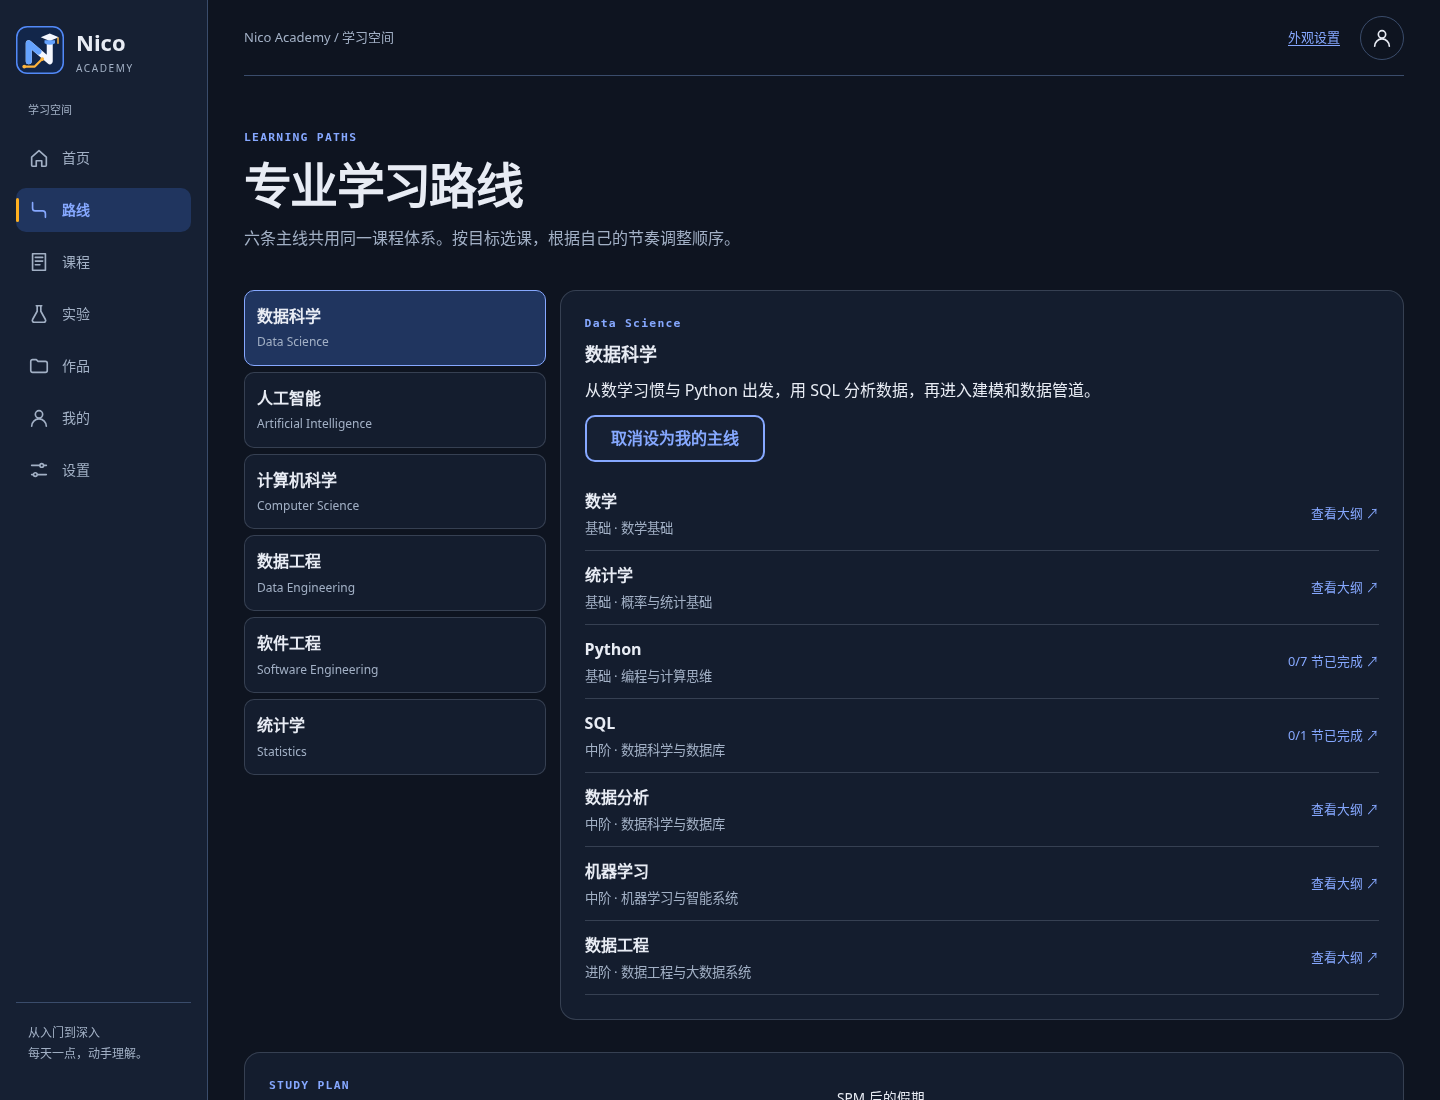 Nico
ACADEMY
学习空间
首页
路线
课程
实验
作品
我的
设置
从入门到深入
每天一点，动手理解。
Nico Academy / 学习空间
外观设置
LEARNING PATHS
专业学习路线
六条主线共用同一课程体系。按目标选课，根据自己的节奏调整顺序。
数据科学
Data Science
人工智能
Artificial Intelligence
计算机科学
Computer Science
数据工程
Data Engineering
软件工程
Software Engineering
统计学
Statistics
Data Science
数据科学
从数学习惯与 Python 出发，用 SQL 分析数据，再进入建模和数据管道。
取消设为我的主线
数学
基础 · 数学基础
查看大纲 ↗
统计学
基础 · 概率与统计基础
查看大纲 ↗
Python
基础 · 编程与计算思维
0/7 节已完成 ↗
SQL
中阶 · 数据科学与数据库
0/1 节已完成 ↗
数据分析
中阶 · 数据科学与数据库
查看大纲 ↗
机器学习
中阶 · 机器学习与智能系统
查看大纲 ↗
数据工程
进阶 · 数据工程与大数据系统
查看大纲 ↗
STUDY PLAN
SPM 后的假期